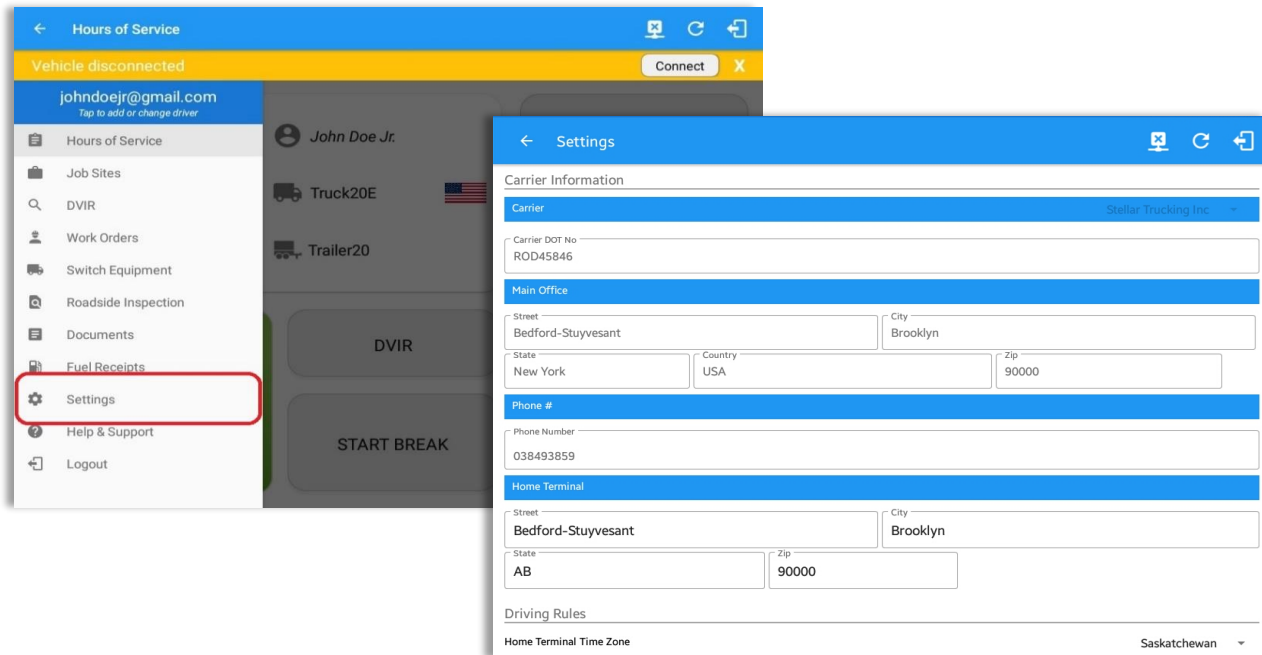 Hours of Service
Vehicle disconnected
Connect X
johndoejr@gmail.com
Tap to add or change driver
Hours of Service
Job Sites
DVIR
Work Orders
Switch Equipment
Roadside Inspection
Documents
Fuel Receipts
Settings
Help & Support
Logout
John Doe Jr.
Truck20E
Trailer20
DVIR
START BREAK
Settings
Carrier Information
Carrier Stellar Trucking Inc
Carrier DOT No
ROD45846
Main Office
Street City
Bedford-Stuyvesant Brooklyn
State Country Zip
New York USA 90000
Phone #
Phone Number
038493859
Home Terminal
Street City
Bedford-Stuyvesant Brooklyn
State Zip
AB 90000
Driving Rules
Home Terminal Time Zone Saskatchewan